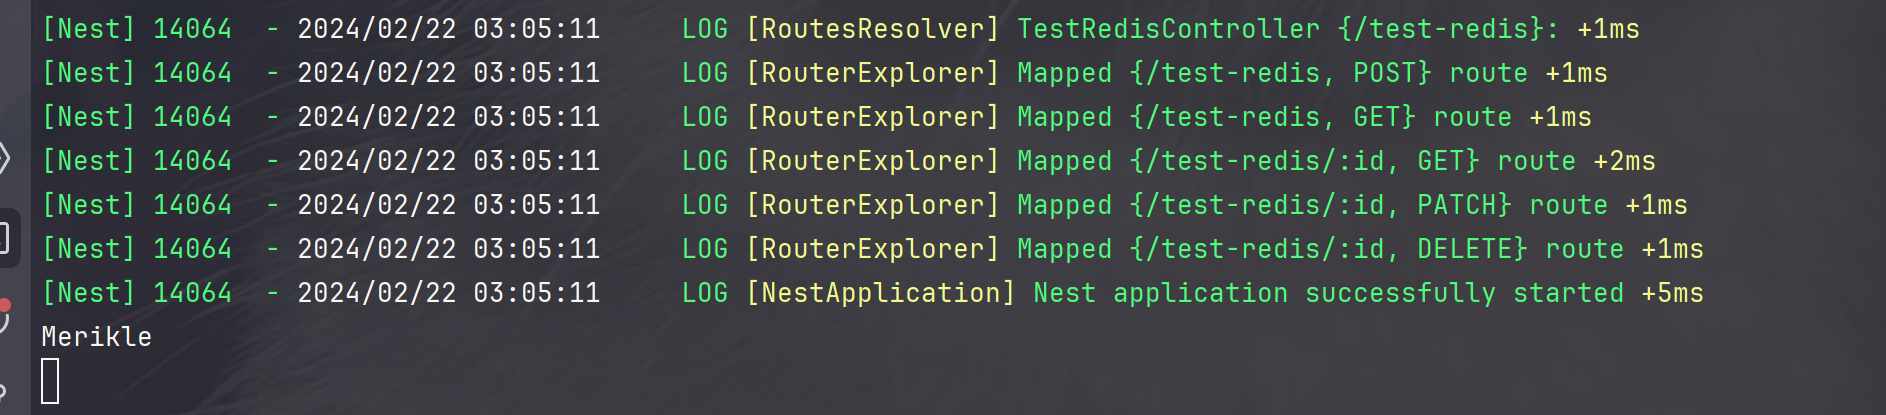 [Nest] 14064  - 2024/02/22 03:05:11     LOG [RoutesResolver] TestRedisController {/test-redis}: +1ms
[Nest] 14064  - 2024/02/22 03:05:11     LOG [RouterExplorer] Mapped {/test-redis, POST} route +1ms
[Nest] 14064  - 2024/02/22 03:05:11     LOG [RouterExplorer] Mapped {/test-redis, GET} route +1ms
[Nest] 14064  - 2024/02/22 03:05:11     LOG [RouterExplorer] Mapped {/test-redis/:id, GET} route +2ms
[Nest] 14064  - 2024/02/22 03:05:11     LOG [RouterExplorer] Mapped {/test-redis/:id, PATCH} route +1ms
[Nest] 14064  - 2024/02/22 03:05:11     LOG [RouterExplorer] Mapped {/test-redis/:id, DELETE} route +1ms
[Nest] 14064  - 2024/02/22 03:05:11     LOG [NestApplication] Nest application successfully started +5ms
Merikle